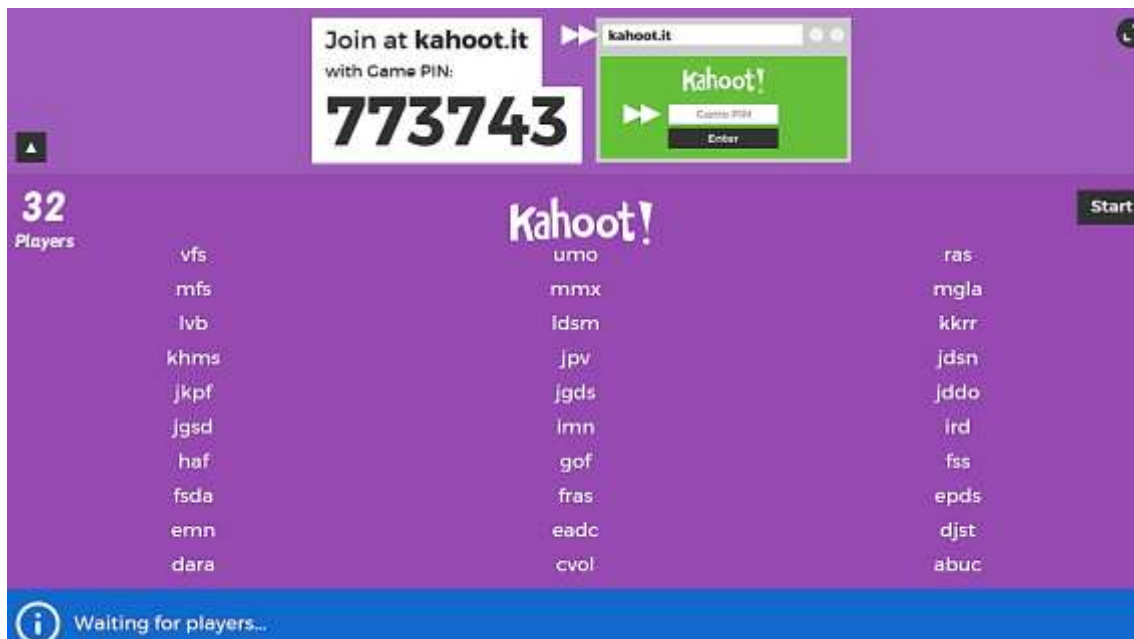 Join at kahoot.it
with Game PIN:
773743
kahoot.it
Kahoot!
Game PIN
Enter
32
Players
Kahoot!
Start
vfs umo ras
mfs mmx mgla
lvb ldsm kkrr
khms jpv jdsn
jkpf jgds jddo
jgsd imn ird
haf gof fss
fsda fras epds
emn eadc djst
dara cvol abuc
Waiting for players...